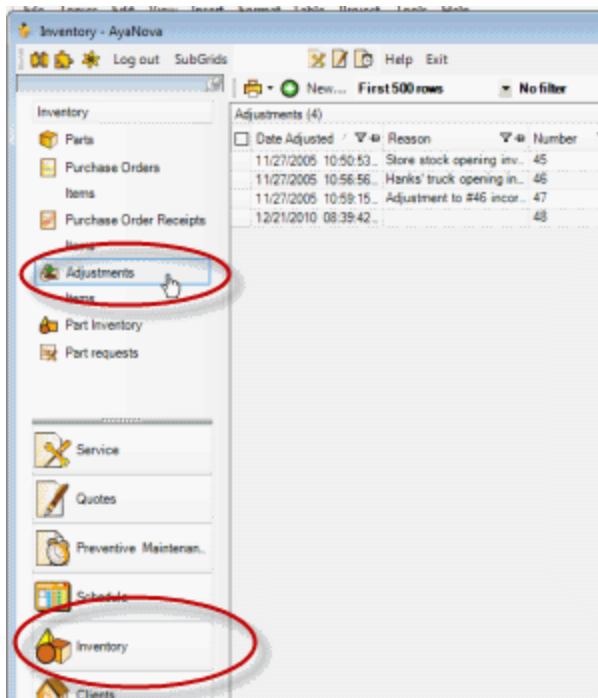 Inventory - AyaNova
Log out SubGrids Help Exit
New... First 500 rows No filter
Inventory
Parts
Purchase Orders
Items
Purchase Order Receipts
Items
Adjustments
Items
Part Inventory
Part requests
Service
Quotes
Preventive Maintenan..
Schedule
Inventory
Clients
Adjustments (4)
Date Adjusted Reason Number
11/27/2005 10:50:53.. Store stock opening inv.. 45
11/27/2005 10:56:56.. Hanks' truck opening in.. 46
11/27/2005 10:59:15.. Adjustment to #46 incor.. 47
12/21/2010 08:39:42.. 48